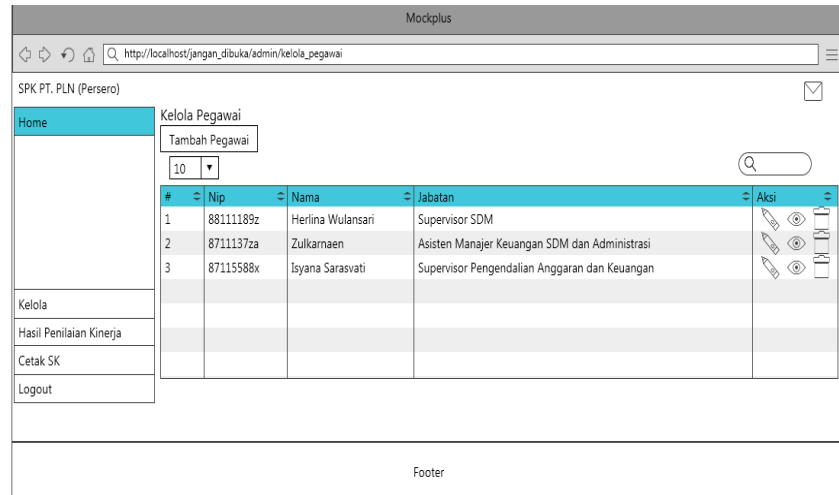 Mockplus
http://localhost/jangan_dibuka/admin/kelola_pegawai
SPK PT. PLN (Persero)
Home
Kelola
Hasil Penilaian Kinerja
Cetak SK
Logout
Kelola Pegawai
Tambah Pegawai
10
# Nip Nama Jabatan Aksi
1 88111189z Herlina Wulansari Supervisor SDM
2 8711137za Zulkarnaen Asisten Manajer Keuangan SDM dan Administrasi
3 87115588x Isyana Sarasvati Supervisor Pengendalian Anggaran dan Keuangan
Footer